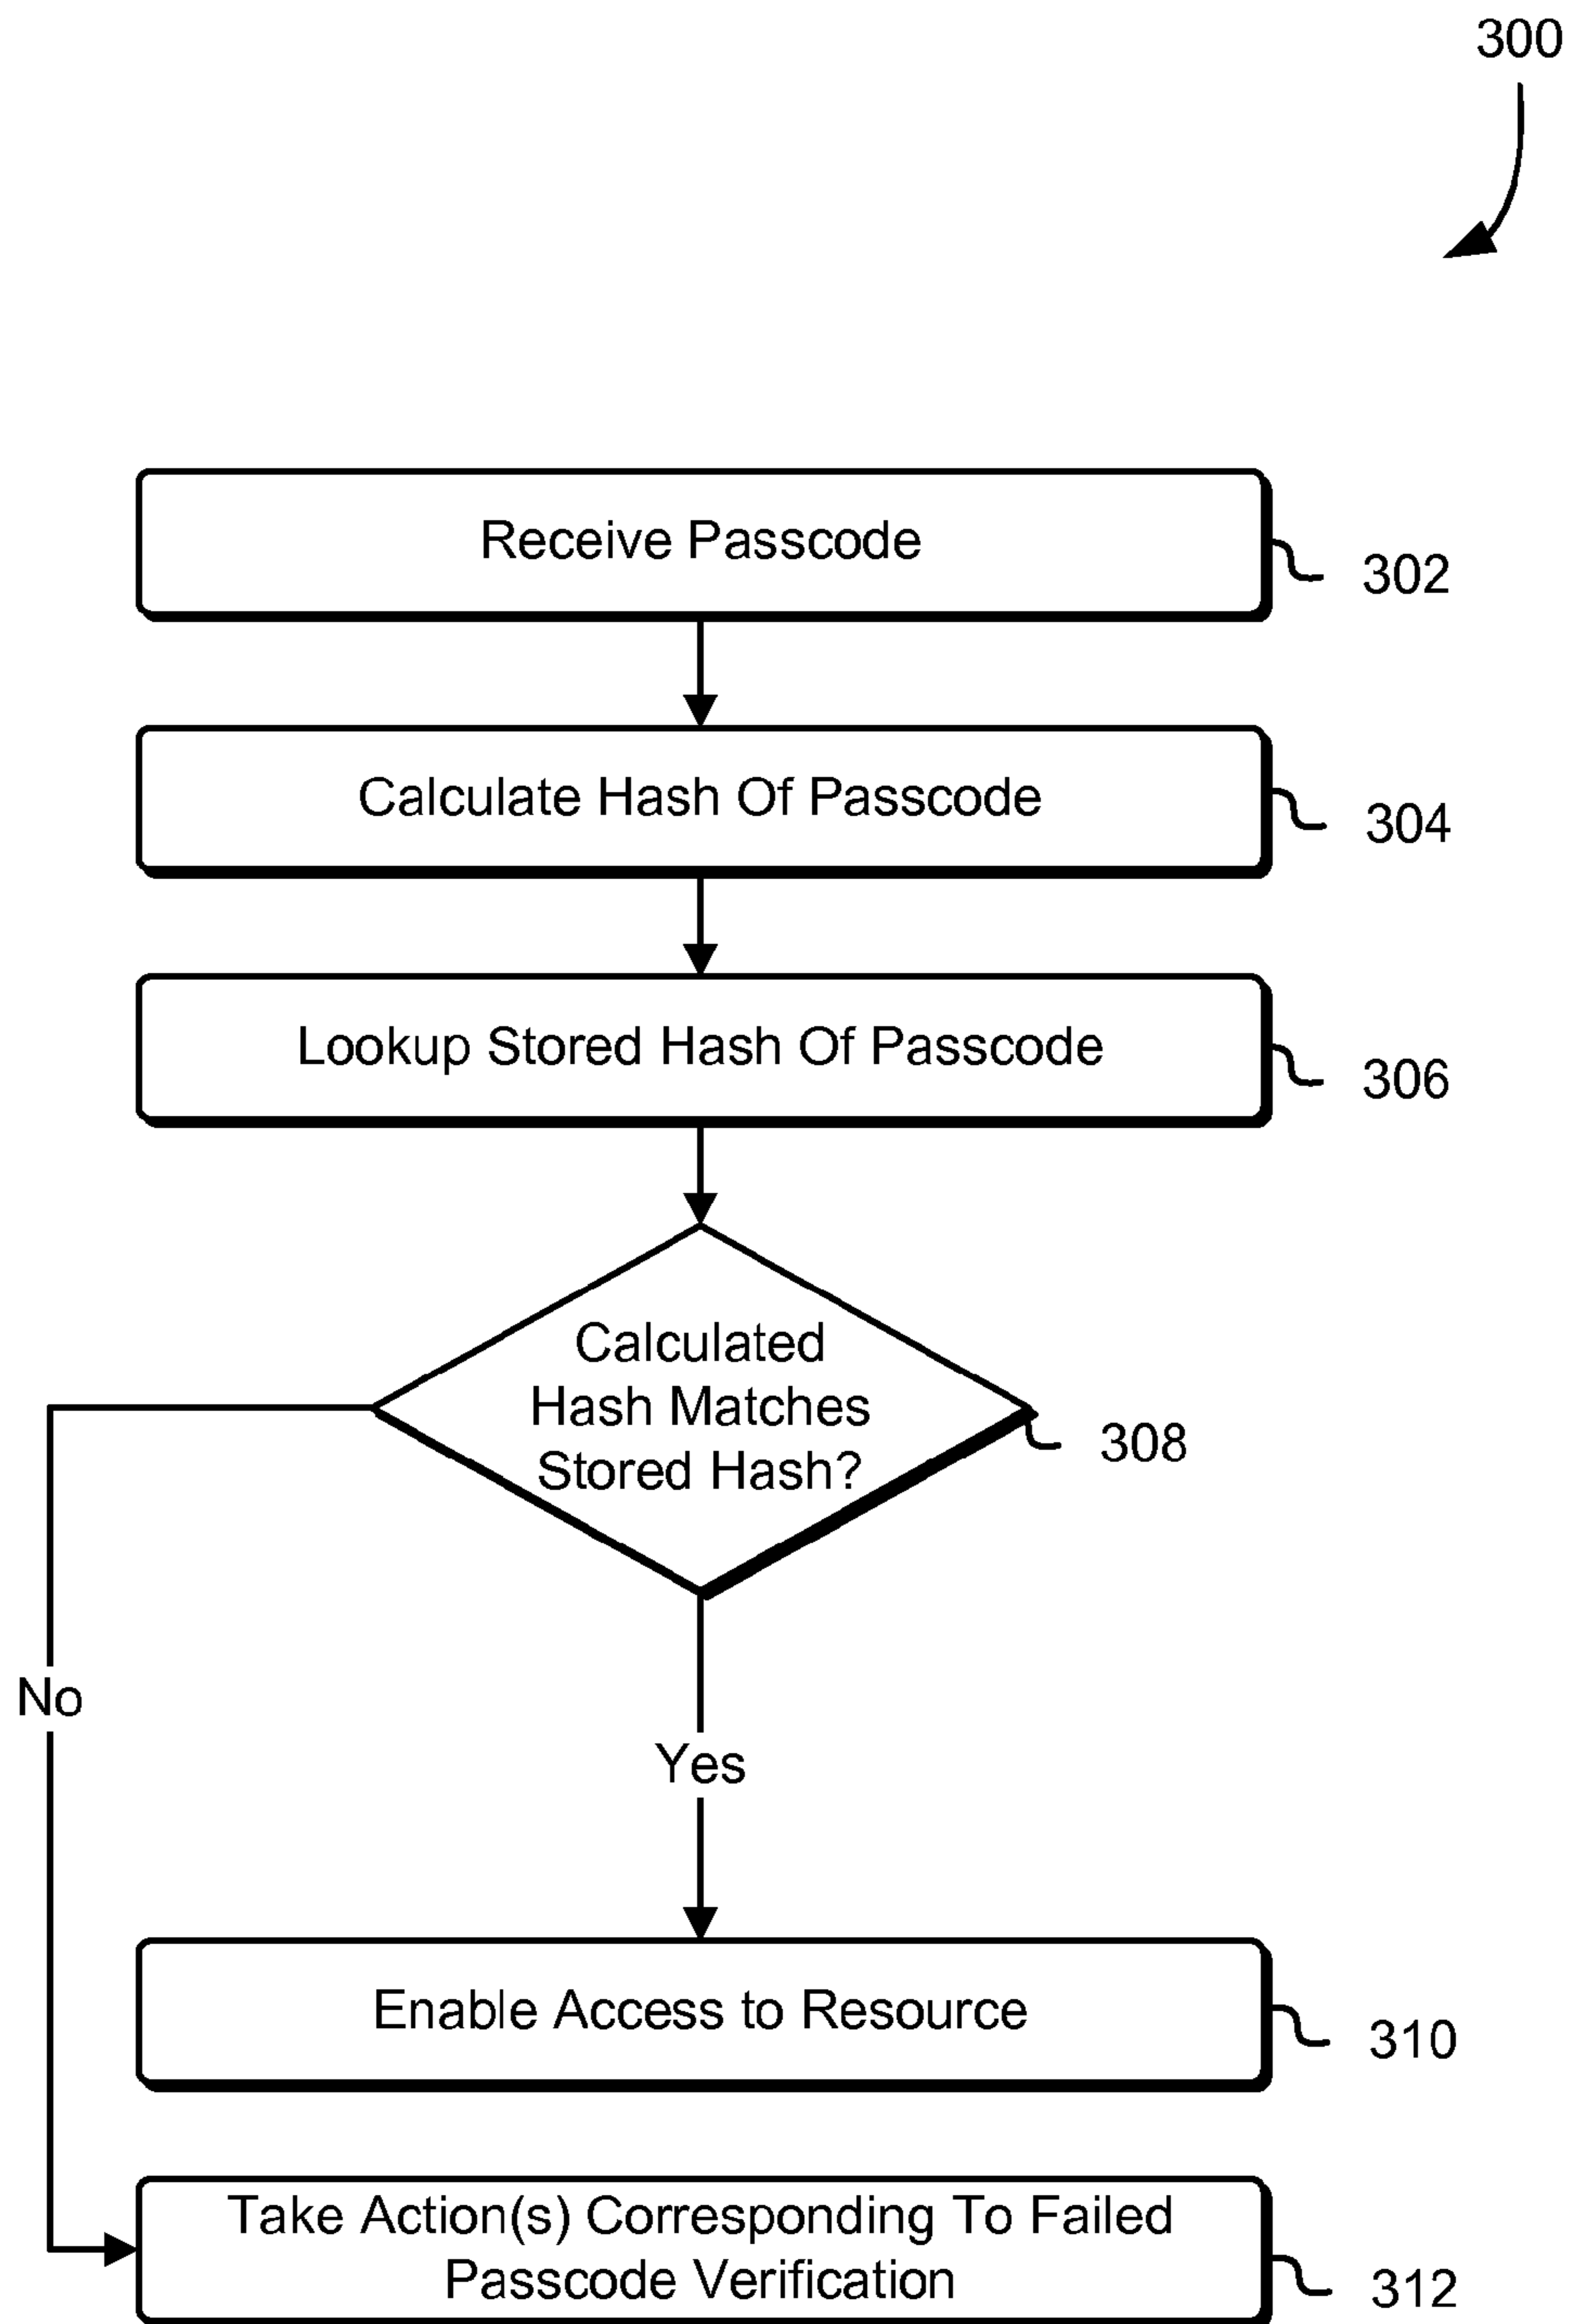 300
Receive Passcode
302
Calculate Hash Of Passcode
304
Lookup Stored Hash Of Passcode
306
Calculated
Hash Matches
Stored Hash?
308
No
Yes
Enable Access to Resource
310
Take Action(s) Corresponding To Failed
Passcode Verification
312